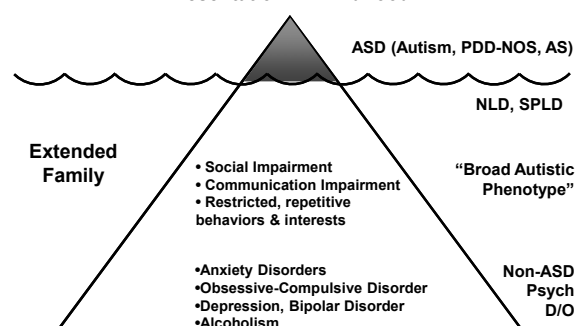 ASD (Autism, PDD-NOS, AS)
NLD, SPLD
Extended
Family
• Social Impairment
• Communication Impairment
• Restricted, repetitive
behaviors & interests
“Broad Autistic
Phenotype”
•Anxiety Disorders
•Obsessive-Compulsive Disorder
•Depression, Bipolar Disorder
•Alcoholism
Non-ASD
Psych
D/O